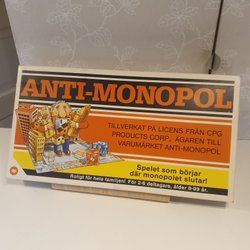 ANTI-MONOPOL
TILLVERKAT PÅ LICENS FRÅN CPG
PRODUCTS CORP., ÄGAREN TILL
VARUMÄRKET ANTI-MONOPOLY
Spelet som börjar
där monopolet slutar!
Roligt för hela familjen! För 2-6 deltagare, ålder 8-99 år.